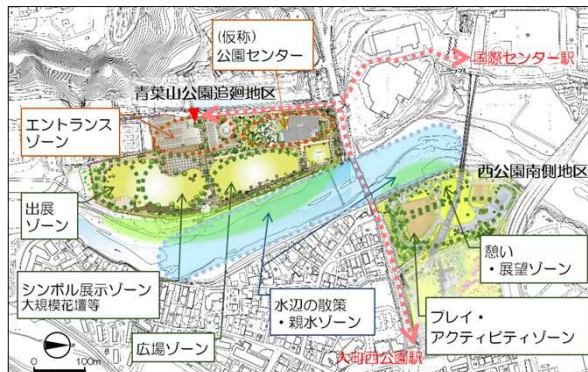 (仮称)
公園センター
国際センター駅
青葉山公園追廻地区
エントランス
ゾーン
西公園南側地区
出展
ゾーン
憩い
・展望ゾーン
シンボル展示ゾーン
大規模花壇等
水辺の散策
・親水ゾーン
広場ゾーン
プレイ・
アクティビティゾーン
大町西公園駅
0 100m